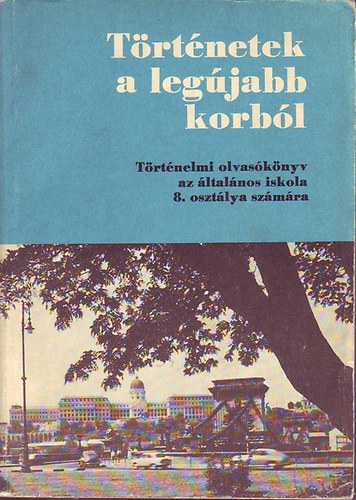 Történetek
a legújabb
korból
Történelmi olvasókönyv
az általános iskola
8. osztálya számára